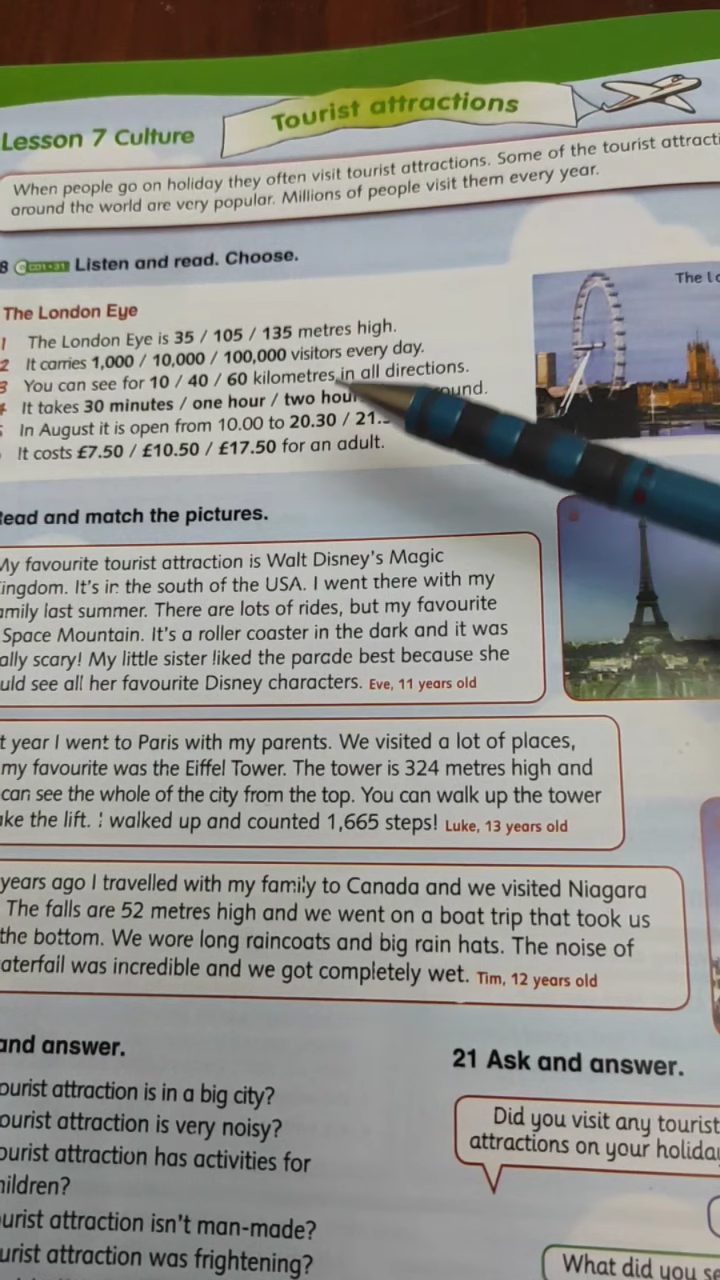 Tourist attractions
Lesson 7 Culture
When people go on holiday they often visit tourist attractions. Some of the tourist attracti
around the world are very popular. Millions of people visit them every year.
8 CD1•31 Listen and read. Choose.
The London Eye
The Lo
1 The London Eye is 35 / 105 / 135 metres high.
2 It carries 1,000 / 10,000 / 100,000 visitors every day.
3 You can see for 10 / 40 / 60 kilometres in all directions.
It takes 30 minutes / one hour / two hou ound.
In August it is open from 10.00 to 20.30 / 21.
It costs £7.50 / £10.50 / £17.50 for an adult.
Read and match the pictures.
My favourite tourist attraction is Walt Disney's Magic
ingdom. It's in the south of the USA. I went there with my
amily last summer. There are lots of rides, but my favourite
Space Mountain. It's a roller coaster in the dark and it was
ally scary! My little sister liked the parade best because she
uld see all her favourite Disney characters. Eve, 11 years old
t year I went to Paris with my parents. We visited a lot of places,
my favourite was the Eiffel Tower. The tower is 324 metres high and
can see the whole of the city from the top. You can walk up the tower
ake the lift. I walked up and counted 1,665 steps! Luke, 13 years old
years ago I travelled with my family to Canada and we visited Niagara
The falls are 52 metres high and we went on a boat trip that took us
the bottom. We wore long raincoats and big rain hats. The noise of
aterfall was incredible and we got completely wet. Tim, 12 years old
and answer.
ourist attraction is in a big city?
ourist attraction is very noisy?
ourist attraction has activities for
hildren?
urist attraction isn't man-made?
urist attraction was frightening?
21 Ask and answer.
Did you visit any tourist
attractions on your holiday
What did you se